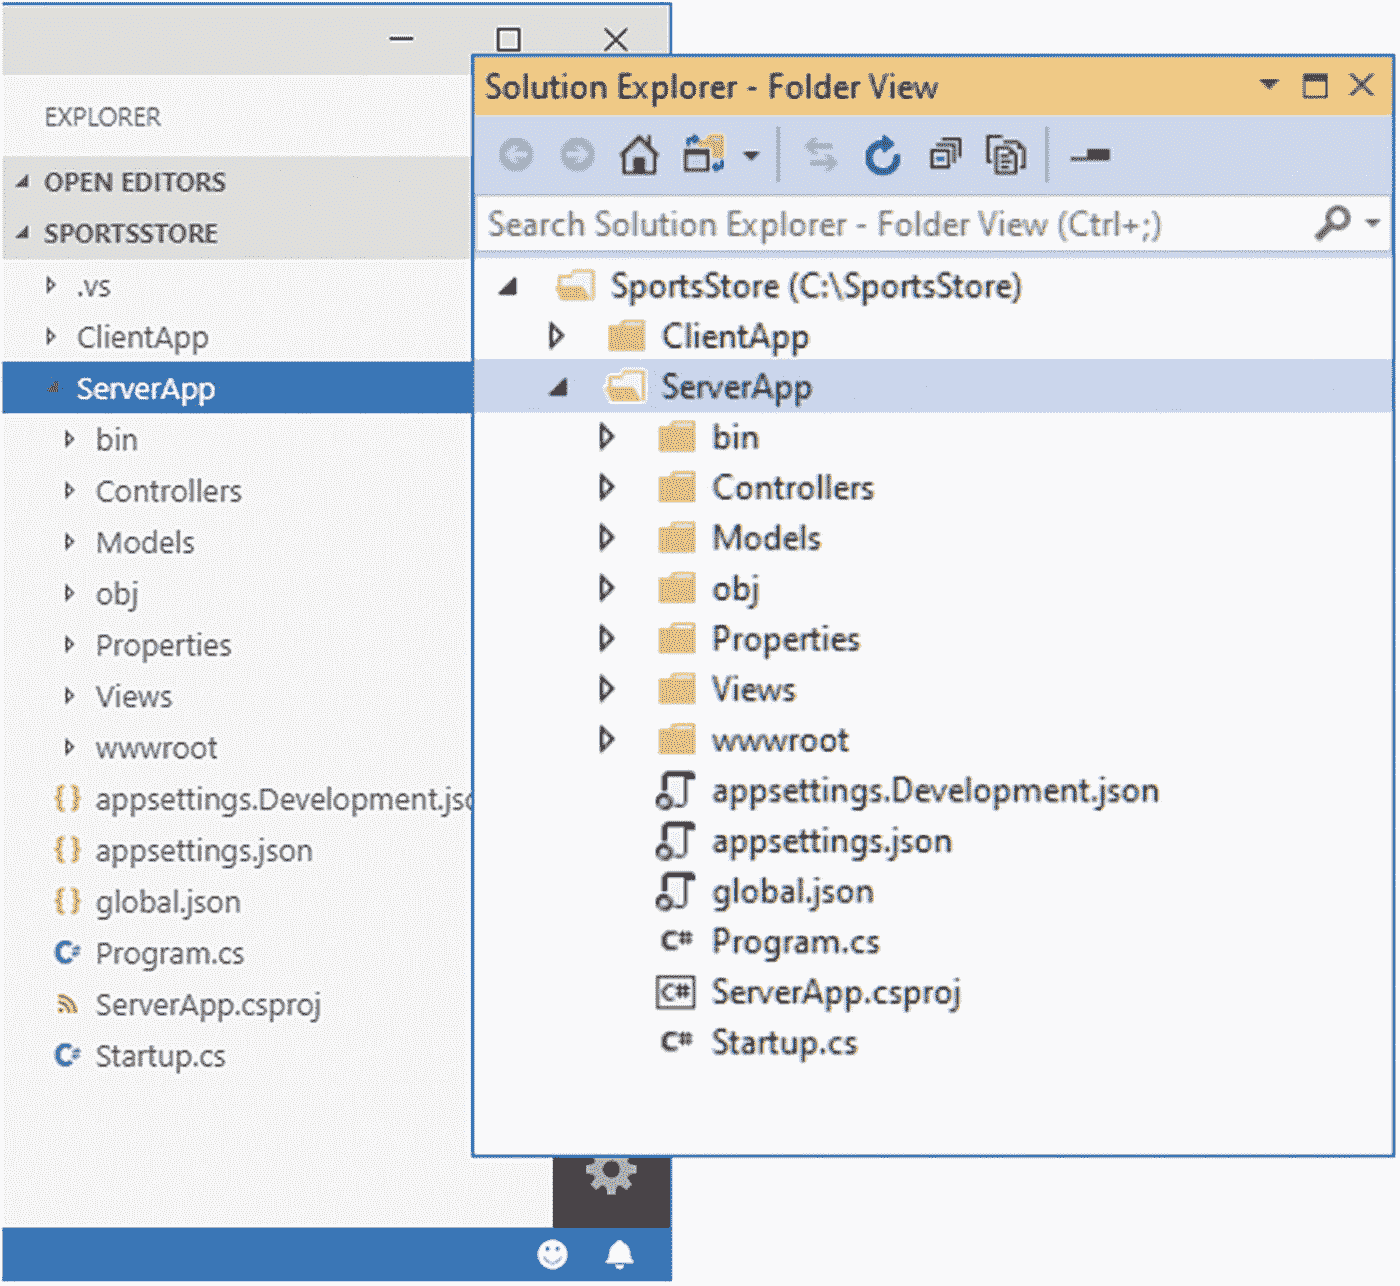 EXPLORER
OPEN EDITORS
SPORTSSTORE
.vs
ClientApp
ServerApp
bin
Controllers
Models
obj
Properties
Views
wwwroot
appsettings.Development.jsc
appsettings.json
global.json
Program.cs
ServerApp.csproj
Startup.cs
Solution Explorer - Folder View
Search Solution Explorer - Folder View (Ctrl+;)
SportsStore (C:\SportsStore)
ClientApp
ServerApp
bin
Controllers
Models
obj
Properties
Views
wwwroot
appsettings.Development.json
appsettings.json
global.json
C# Program.cs
C# ServerApp.csproj
C# Startup.cs